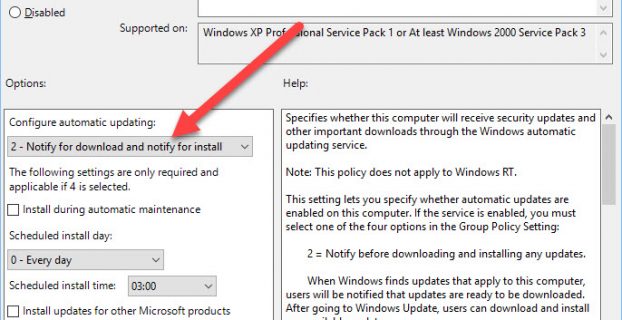 Disabled
Supported on:
Windows XP Professional Service Pack 1 or At least Windows 2000 Service Pack 3
Options:
Help:
Configure automatic updating:
2 - Notify for download and notify for install
The following settings are only required and
applicable if 4 is selected.
Install during automatic maintenance
Scheduled install day:
0 - Every day
Scheduled install time:
03:00
Install updates for other Microsoft products
Specifies whether this computer will receive security updates and
other important downloads through the Windows automatic
updating service.
Note: This policy does not apply to Windows RT.
This setting lets you specify whether automatic updates are
enabled on this computer. If the service is enabled, you must
select one of the four options in the Group Policy Setting:
2 = Notify before downloading and installing any updates.
When Windows finds updates that apply to this computer,
users will be notified that updates are ready to be downloaded.
After going to Windows Update, users can download and install